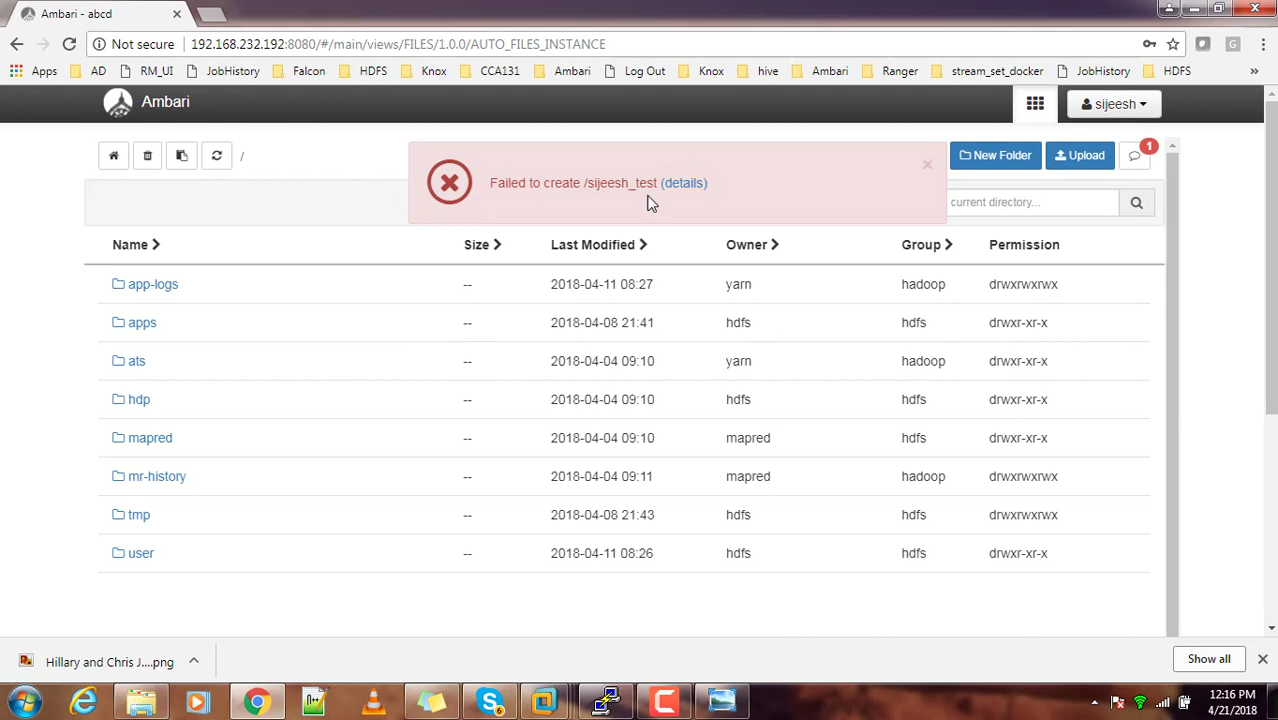 Ambari - abcd
Not secure 192.168.232.192:8080/#/main/views/FILES/1.0.0/AUTO_FILES_INSTANCE
Apps AD RM_UI JobHistory Falcon HDFS Knox CCA131 Ambari Log Out Knox hive Ambari Ranger stream_set_docker JobHistory HDFS »
Ambari sijeesh
/ Failed to create /sijeesh_test (details) × New Folder Upload 1
current directory...
Name Size Last Modified Owner Group Permission
app-logs -- 2018-04-11 08:27 yarn hadoop drwxrwxrwx
apps -- 2018-04-08 21:41 hdfs hdfs drwxr-xr-x
ats -- 2018-04-04 09:10 yarn hadoop drwxr-xr-x
hdp -- 2018-04-04 09:10 hdfs hdfs drwxr-xr-x
mapred -- 2018-04-04 09:10 mapred hdfs drwxr-xr-x
mr-history -- 2018-04-04 09:11 mapred hadoop drwxrwxrwx
tmp -- 2018-04-08 21:43 hdfs hdfs drwxrwxrwx
user -- 2018-04-11 08:26 hdfs hdfs drwxr-xr-x
Hillary and Chris J....png Show all
12:16 PM
4/21/2018